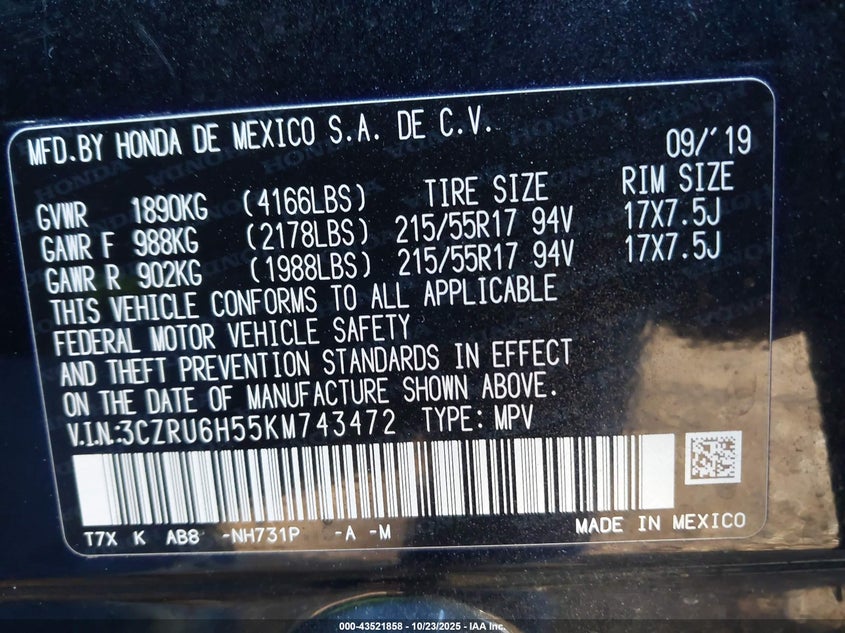 MFD.BY HONDA DE MEXICO S.A. DE C.V. 09/'19
GVWR 1890KG (4166LBS) TIRE SIZE RIM SIZE
GAWR F 988KG (2178LBS) 215/55R17 94V 17X7.5J
GAWR R 902KG (1988LBS) 215/55R17 94V 17X7.5J
THIS VEHICLE CONFORMS TO ALL APPLICABLE
FEDERAL MOTOR VEHICLE SAFETY
AND THEFT PREVENTION STANDARDS IN EFFECT
ON THE DATE OF MANUFACTURE SHOWN ABOVE.
V.I.N.:3CZRU6H55KM743472 TYPE: MPV
T7X K AB8 -NH731P -A -M MADE IN MEXICO
000-43521858 - 10/23/2025 - IAA Inc.